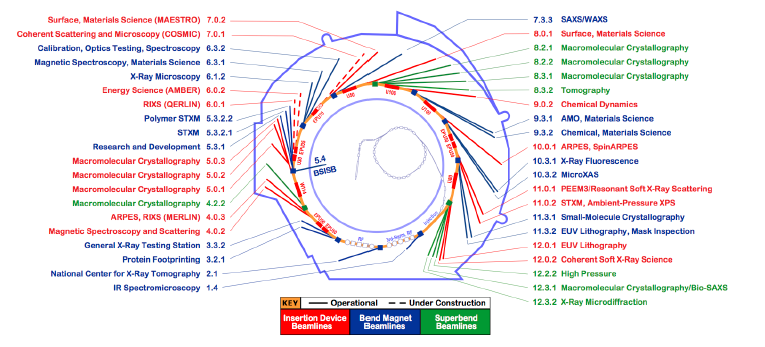 Surface, Materials Science (MAESTRO) 7.0.2
Coherent Scattering and Microscopy (COSMIC) 7.0.1
Calibration, Optics Testing, Spectroscopy 6.3.2
Magnetic Spectroscopy, Materials Science 6.3.1
X-Ray Microscopy 6.1.2
Energy Science (AMBER) 6.0.2
RIXS (QERLIN) 6.0.1
Polymer STXM 5.3.2.2
STXM 5.3.2.1
Research and Development 5.3.1
Macromolecular Crystallography 5.0.3
Macromolecular Crystallography 5.0.2
Macromolecular Crystallography 5.0.1
Macromolecular Crystallography 4.2.2
ARPES, RIXS (MERLIN) 4.0.3
Magnetic Spectroscopy and Scattering 4.0.2
General X-Ray Testing Station 3.3.2
Protein Footprinting 3.2.1
National Center for X-Ray Tomography 2.1
IR Spectromicroscopy 1.4
5.4
BSISB
RF
Injection
7.3.3 SAXS/WAXS
8.0.1 Surface, Materials Science
8.2.1 Macromolecular Crystallography
8.2.2 Macromolecular Crystallography
8.3.1 Macromolecular Crystallography
8.3.2 Tomography
9.0.2 Chemical Dynamics
9.3.1 AMO, Materials Science
9.3.2 Chemical, Materials Science
10.0.1 ARPES, SpinARPES
10.3.1 X-Ray Fluorescence
10.3.2 MicroXAS
11.0.1 PEEM3/Resonant Soft X-Ray Scattering
11.0.2 STXM, Ambient-Pressure XPS
11.3.1 Small-Molecule Crystallography
11.3.2 EUV Lithography, Mask Inspection
12.0.1 EUV Lithography
12.0.2 Coherent Soft X-Ray Science
12.2.2 High Pressure
12.3.1 Macromolecular Crystallography/Bio-SAXS
12.3.2 X-Ray Microdiffraction
KEY Operational Under Construction
Insertion Device Beamlines
Bend Magnet Beamlines
Superbend Beamlines